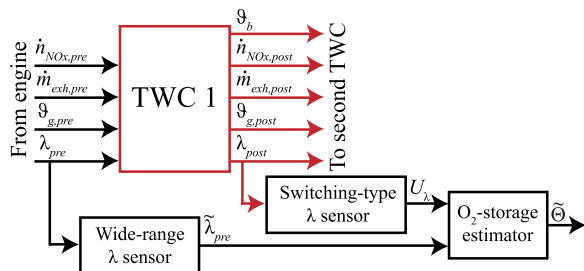 From engine
ṅ_NOx,pre
ṁ_exh,pre
ϑ_g,pre
λ_pre
TWC 1
ϑ_b
ṅ_NOx,post
ṁ_exh,post
ϑ_g,post
λ_post
To second TWC
Switching-type
λ sensor
U_λ
Wide-range
λ sensor
λ̃_pre
O₂-storage
estimator
Θ̃